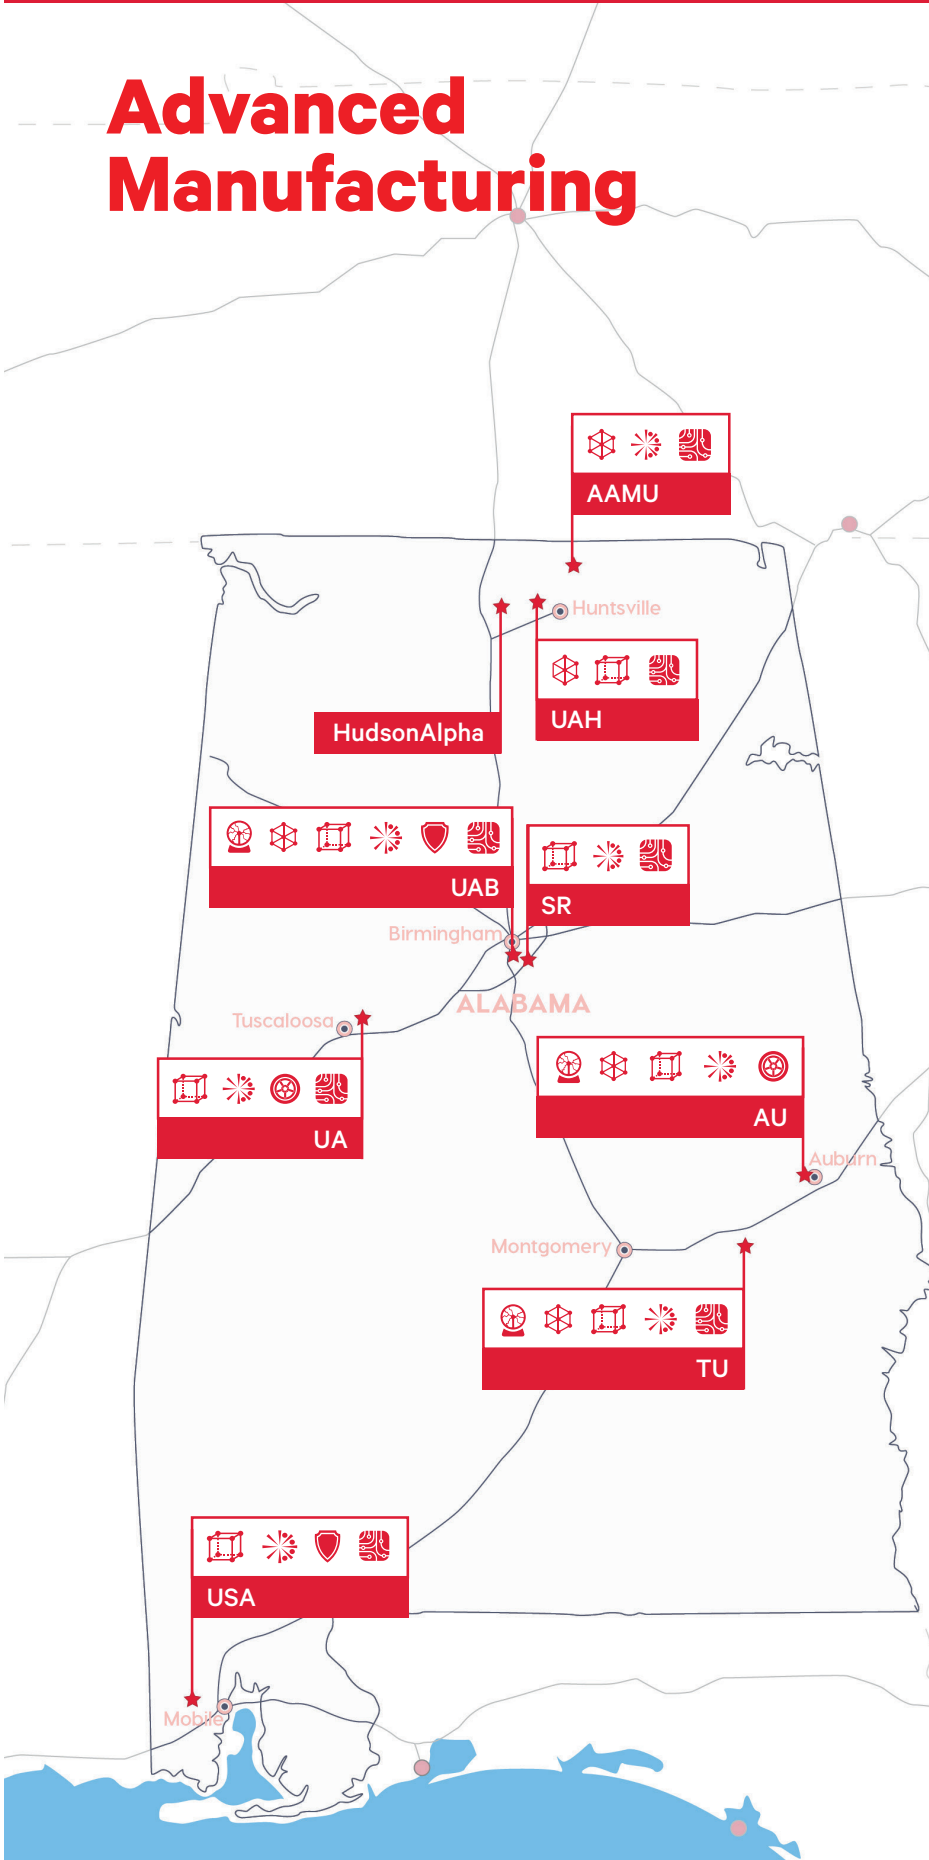 Advanced
Manufacturing
AAMU
Huntsville
UAH
HudsonAlpha
UAB
SR
Birmingham
ALABAMA
Tuscaloosa
UA
AU
Auburn
Montgomery
TU
USA
Mobile